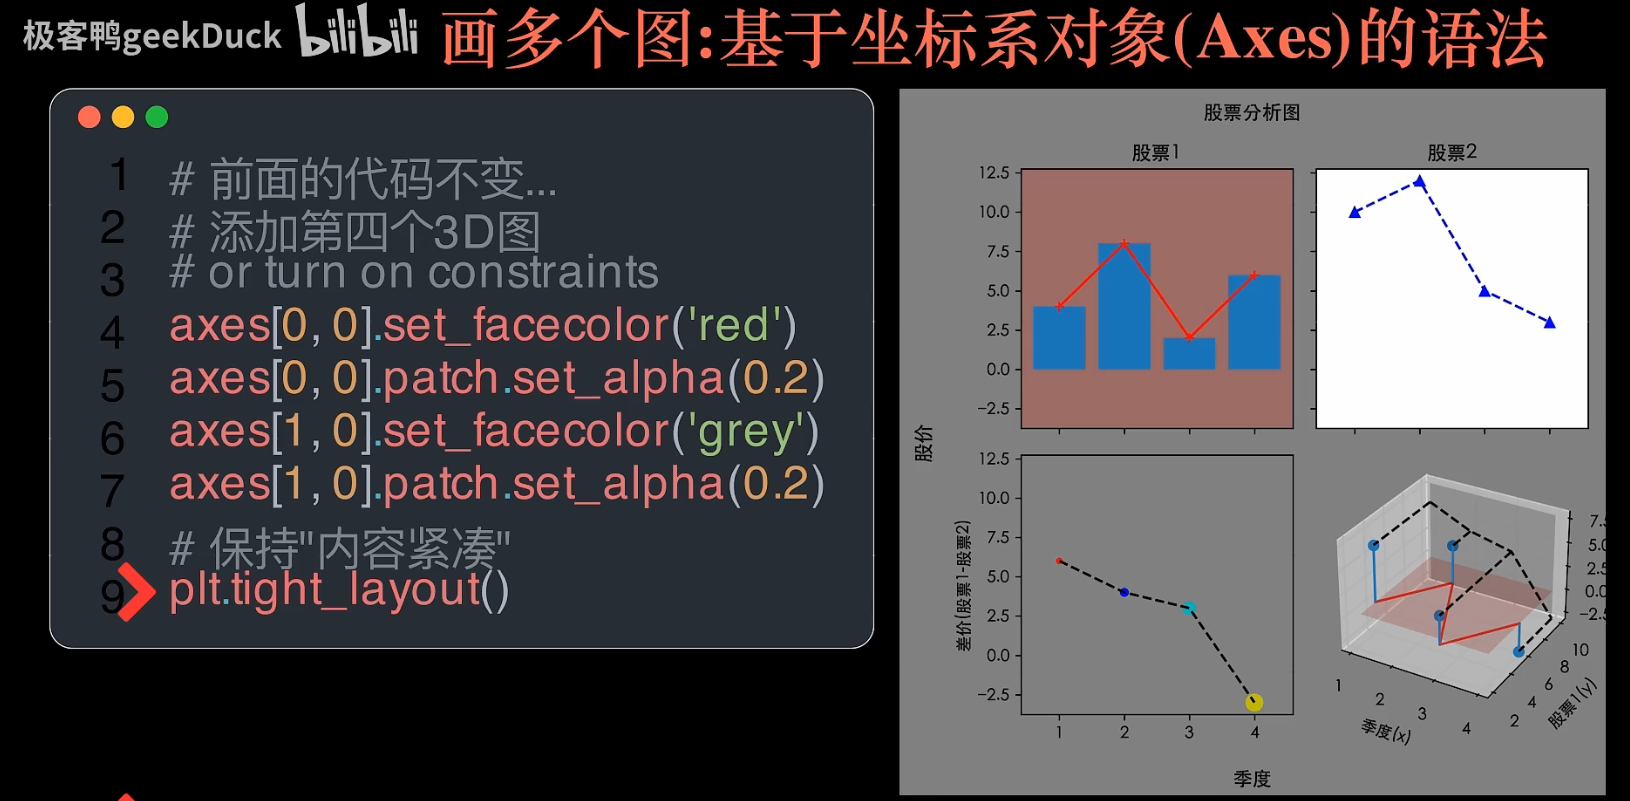 极客鸭geekDuck bilibili 画多个图:基于坐标系对象(Axes)的语法
1 # 前面的代码不变...
2 # 添加第四个3D图
3 # or turn on constraints
4 axes[0, 0].set_facecolor('red')
5 axes[0, 0].patch.set_alpha(0.2)
6 axes[1, 0].set_facecolor('grey')
7 axes[1, 0].patch.set_alpha(0.2)
8 # 保持"内容紧凑"
9 plt.tight_layout()
股票分析图
股票1
12.5
10.0
7.5
5.0
2.5
0.0
−2.5
股票2
股价
差价(股票1-股票2)
12.5
10.0
7.5
5.0
2.5
0.0
−2.5
1 2 3 4
7.5
5.0
2.5
0.0
−2.5
1 2 3 4
季度(x)
2 4 6 8 10
股票1(y)
季度